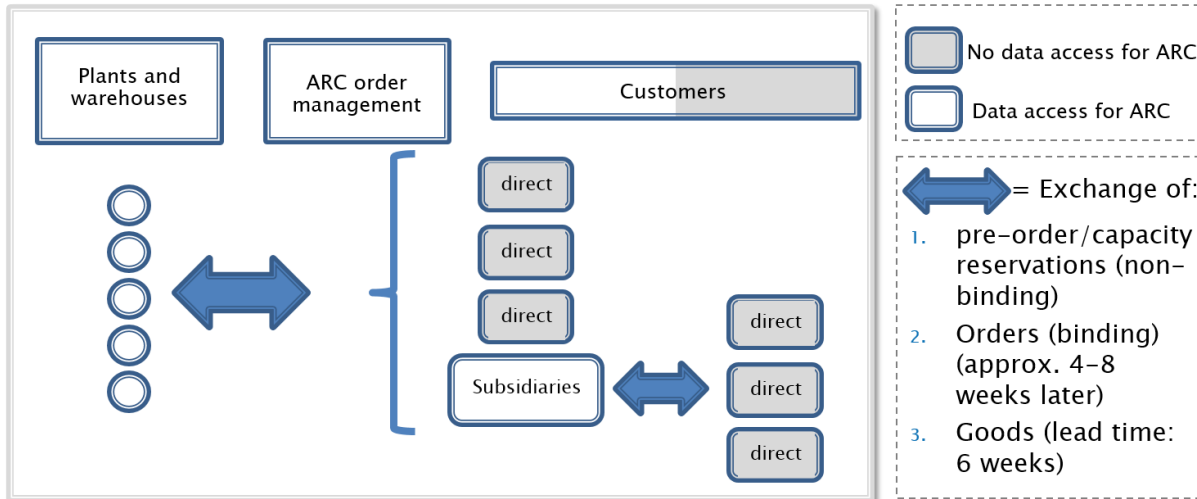 Plants and
warehouses
ARC order
management
Customers
direct
direct
direct
Subsidiaries
direct
direct
direct
No data access for ARC
Data access for ARC
= Exchange of:
1. pre-order/capacity
reservations (non-
binding)
2. Orders (binding)
(approx. 4-8
weeks later)
3. Goods (lead time:
6 weeks)